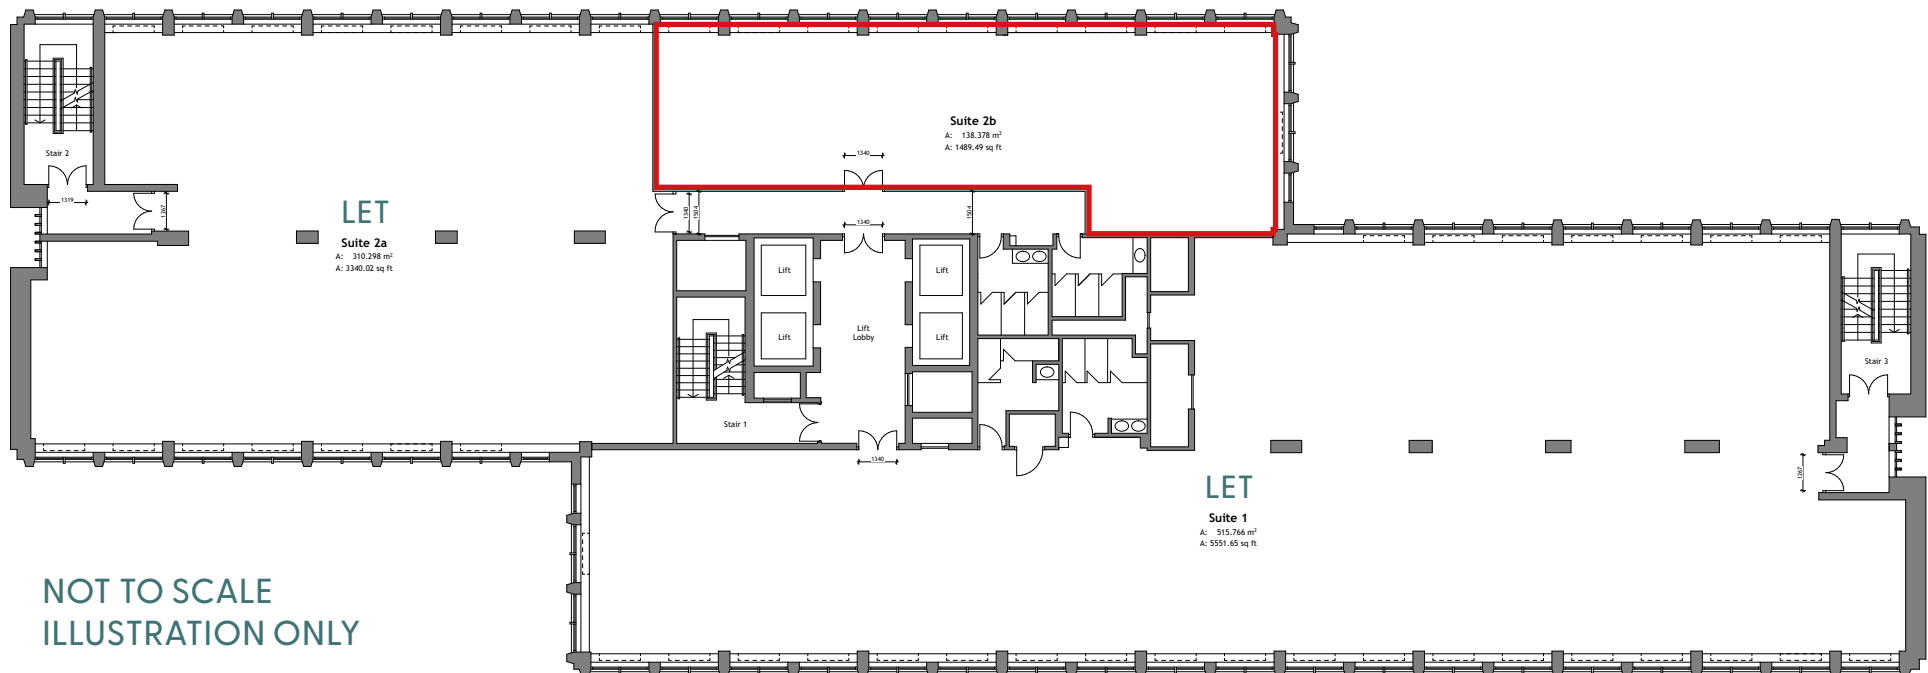 Suite 2b
A: 138.378 m²
A: 1489.49 sq ft
Stair 2
1340
1319
1267
LET
Suite 2a
A: 310.298 m²
A: 3340.02 sq ft
1340
1504
1340
1504
Lift
Lift
Lift
Lift
Lift
Lobby
Stair 1
1340
Stair 3
1267
LET
Suite 1
A: 515.766 m²
A: 5551.65 sq ft
NOT TO SCALE
ILLUSTRATION ONLY